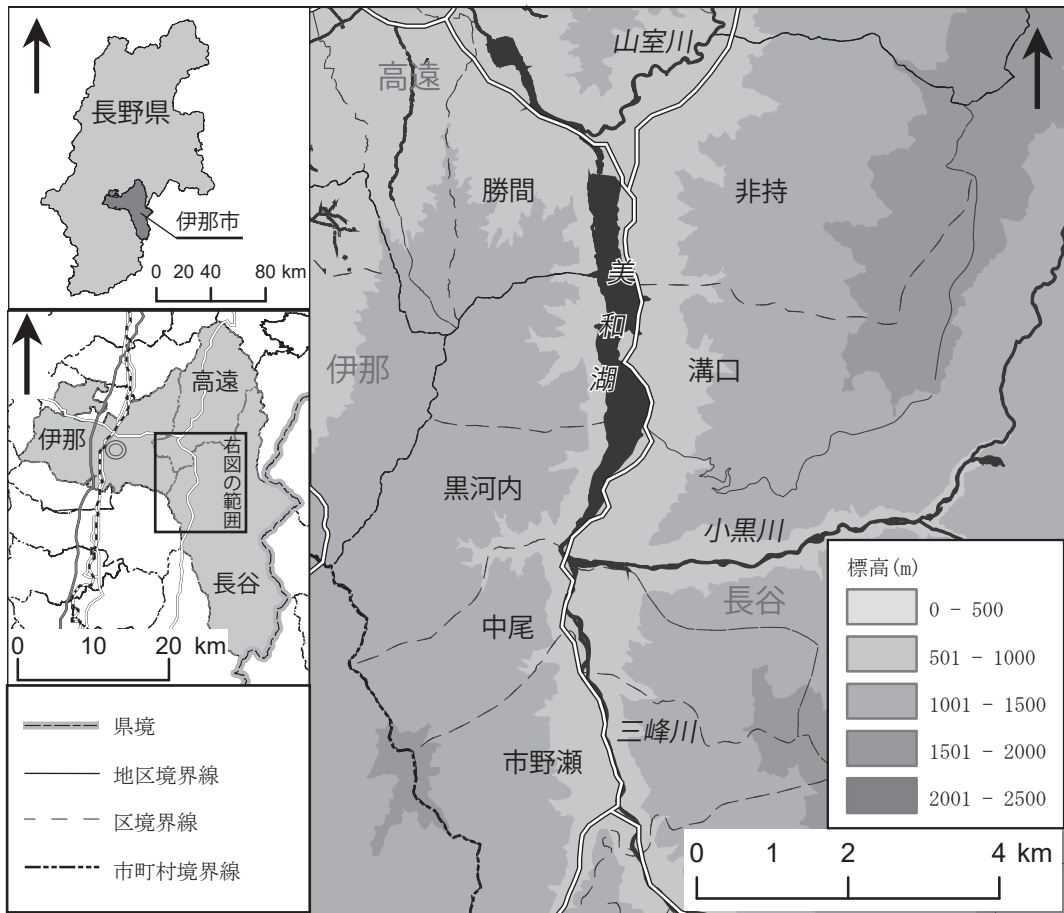 長野県
伊那市
0 20 40 80 km
高遠
伊那
右図の範囲
長谷
0 10 20 km
県境
地区境界線
区境界線
市町村境界線
山室川
高遠
勝間
非持
美和湖
伊那
溝口
黒河内
小黒川
長谷
中尾
三峰川
市野瀬
標高(m)
0 - 500
501 - 1000
1001 - 1500
1501 - 2000
2001 - 2500
0 1 2 4 km